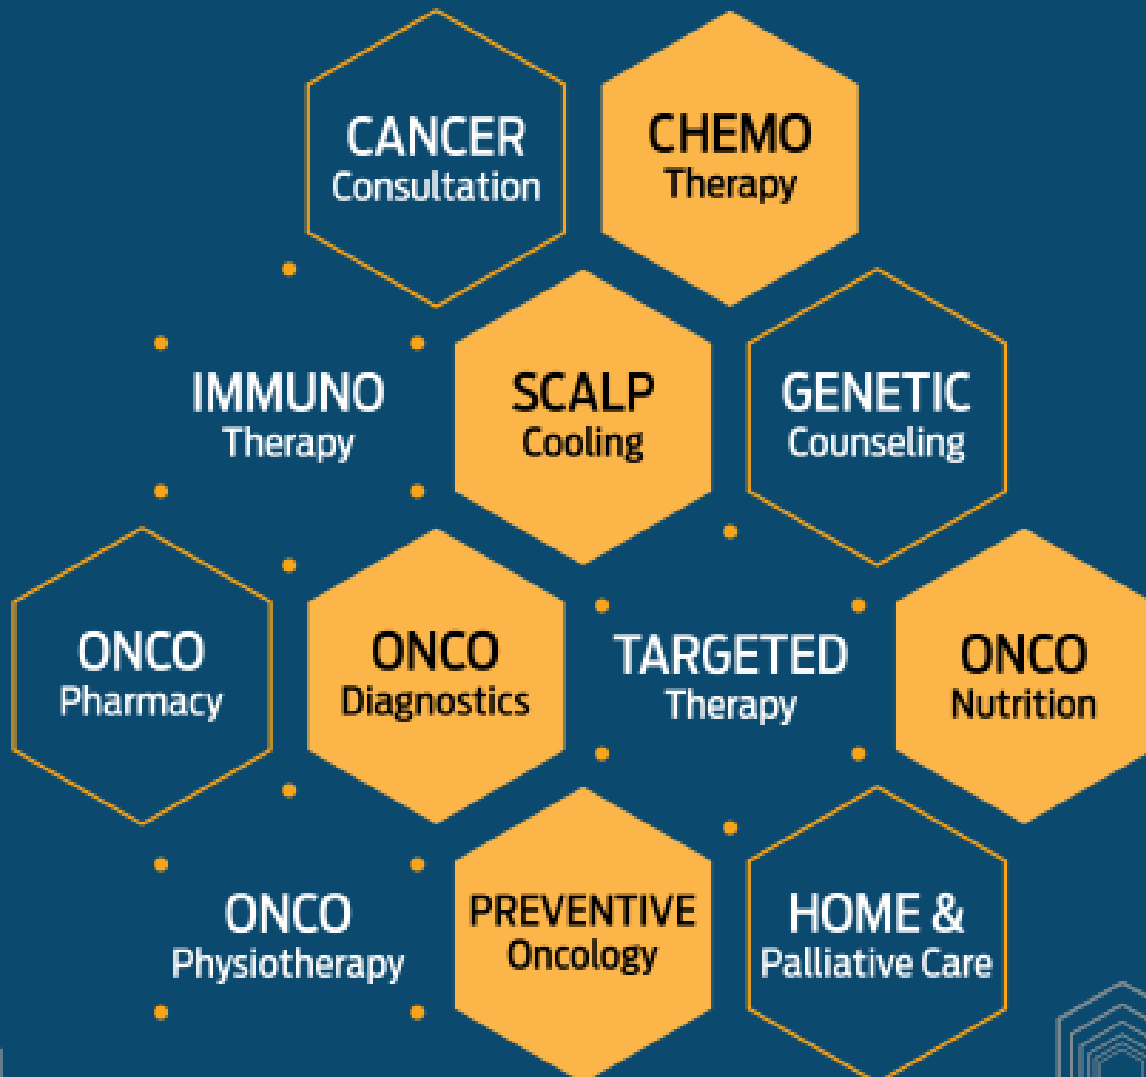 CANCER
Consultation
CHEMO
Therapy
IMMUNO
Therapy
SCALP
Cooling
GENETIC
Counseling
ONCO
Pharmacy
ONCO
Diagnostics
TARGETED
Therapy
ONCO
Nutrition
ONCO
Physiotherapy
PREVENTIVE
Oncology
HOME &
Palliative Care